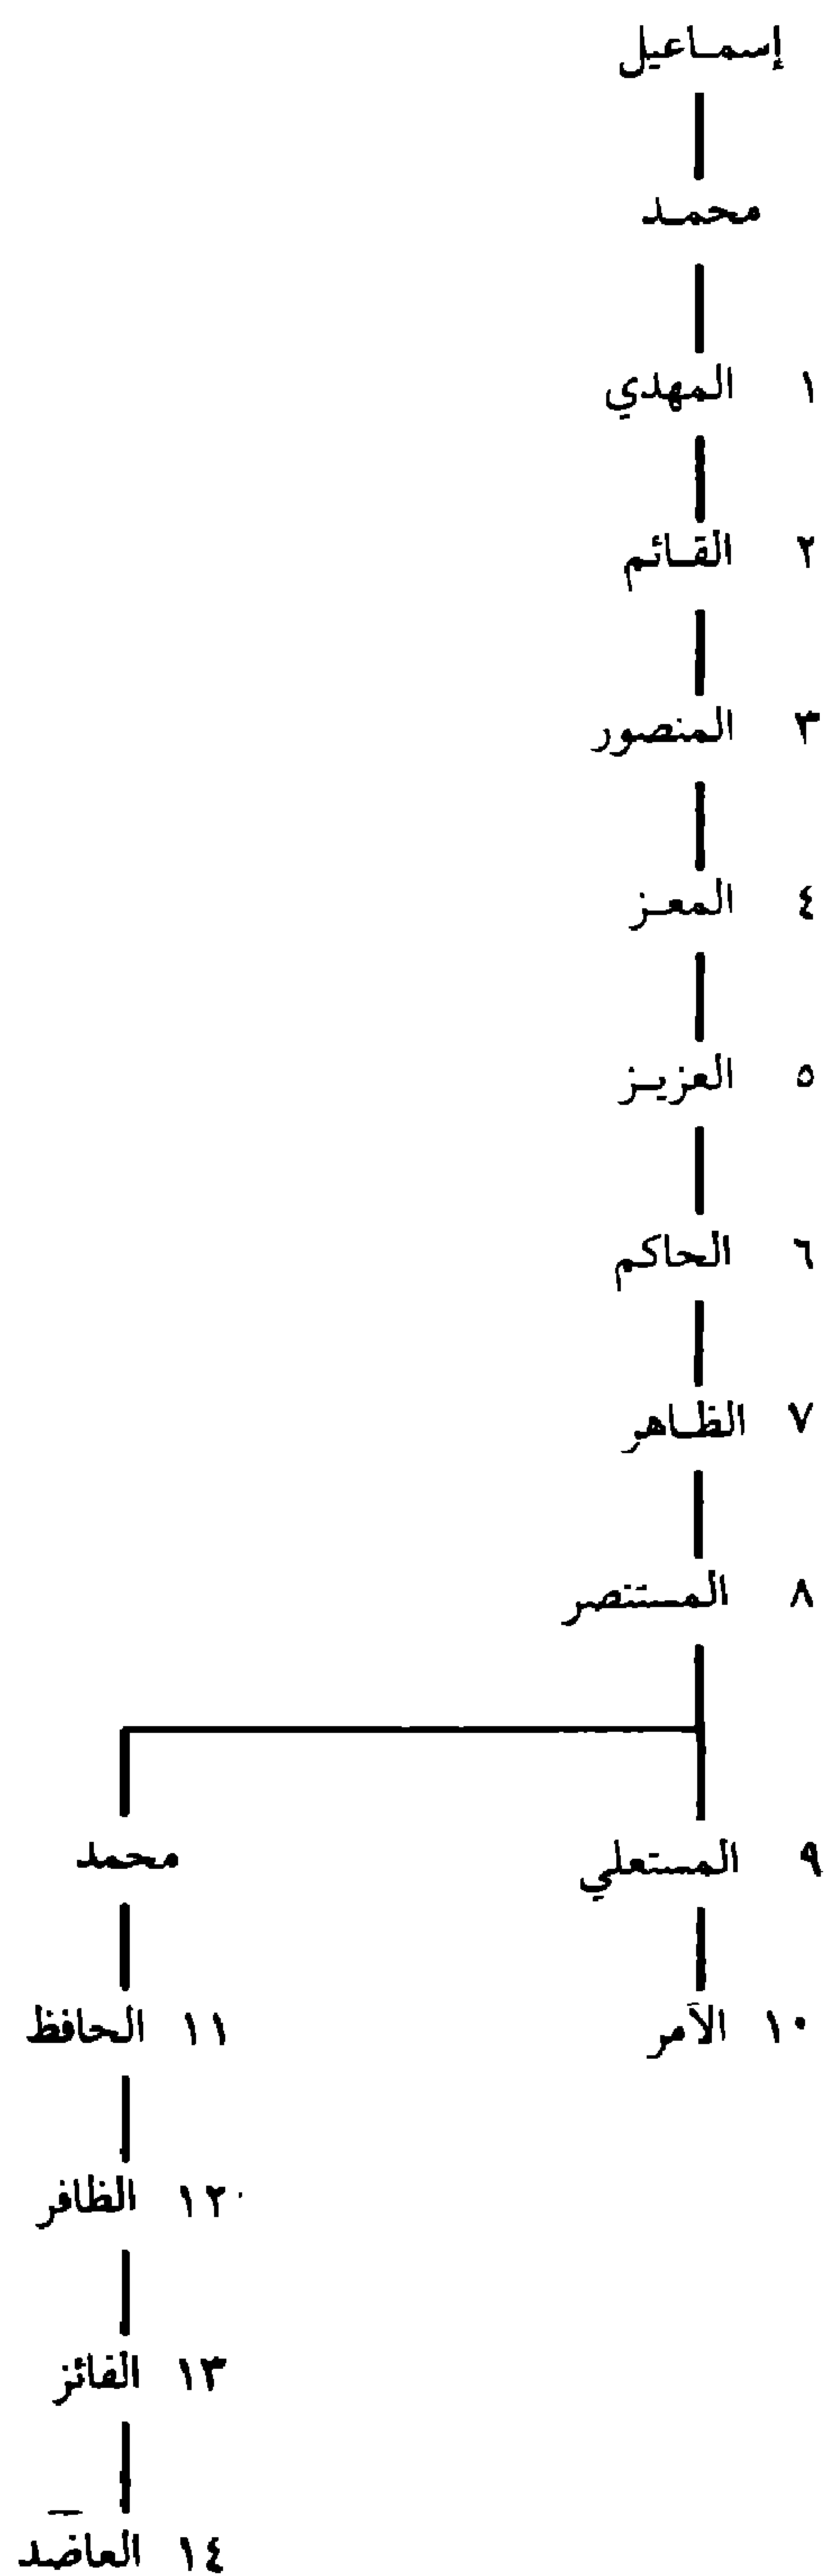 إسماعيل
محمد
١ المهدي
٢ القائم
٣ المنصور
٤ المعز
٥ العزيز
٦ الحاكم
٧ الظاهر
٨ المستنصر
٩ المستعلي
محمد
١٠ الآمر
١١ الحافظ
١٢ الظافر
١٣ الفائز
١٤ العاضد